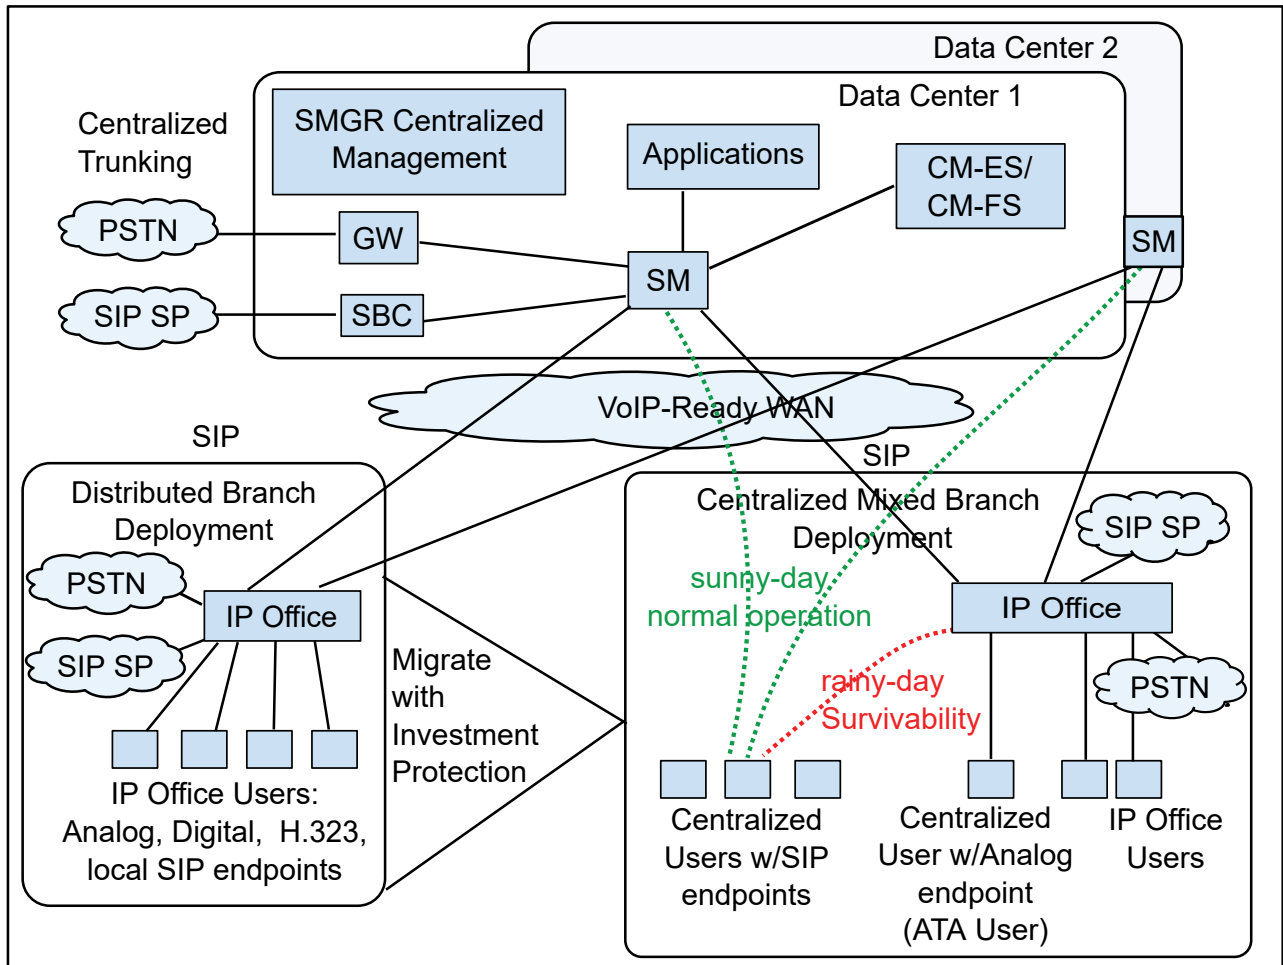 Data Center 2
Data Center 1
Centralized
Trunking
SMGR Centralized
Management
Applications
CM-ES/
CM-FS
PSTN
GW
SM
SM
SIP SP
SBC
VoIP-Ready WAN
SIP
SIP
Distributed Branch
Deployment
PSTN
IP Office
SIP SP
IP Office Users:
Analog, Digital, H.323,
local SIP endpoints
Migrate
with
Investment
Protection
Centralized Mixed Branch
Deployment
SIP SP
sunny-day
normal operation
IP Office
rainy-day
Survivability
PSTN
Centralized
Users w/SIP
endpoints
Centralized
User w/Analog
endpoint
(ATA User)
IP Office
Users